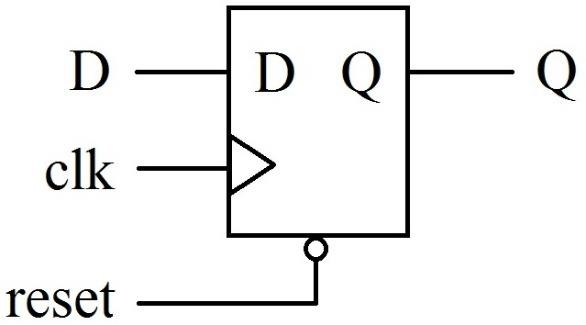 D D Q Q
clk
reset